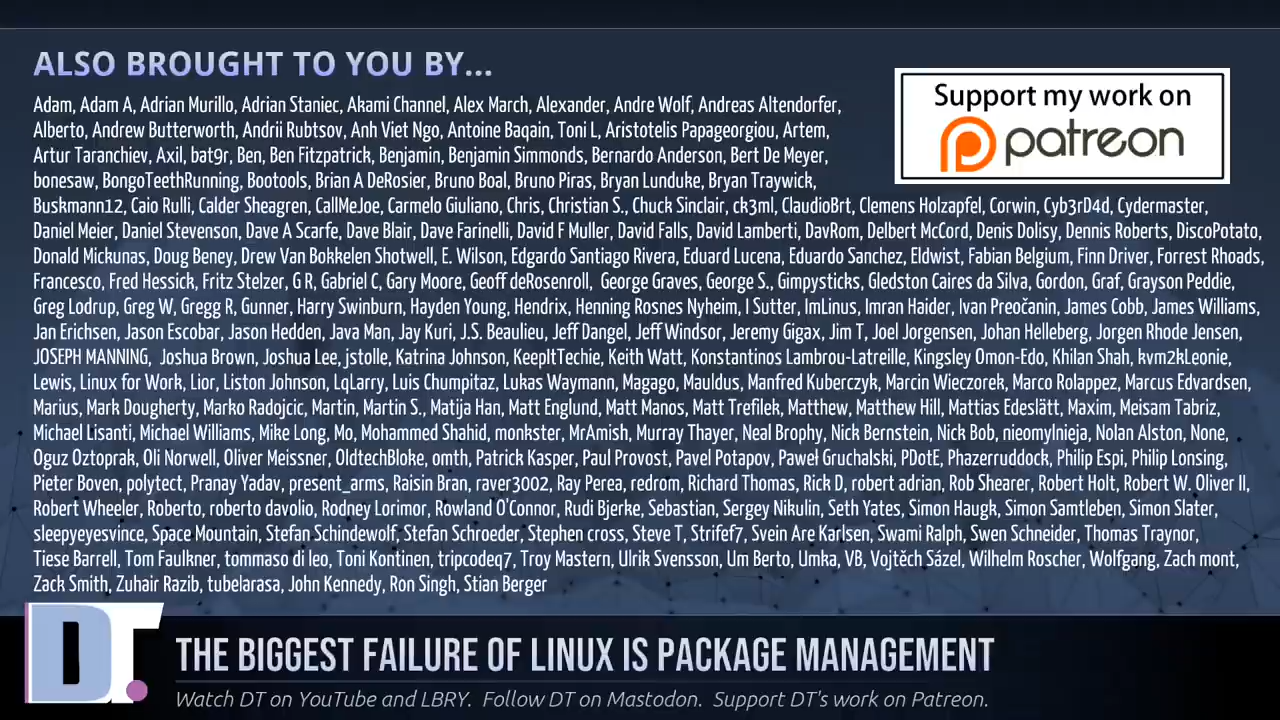 ALSO BROUGHT TO YOU BY...
Adam, Adam A, Adrian Murillo, Adrian Staniec, Akami Channel, Alex March, Alexander, Andre Wolf, Andreas Altendorfer,
Alberto, Andrew Butterworth, Andrii Rubtsov, Anh Viet Ngo, Antoine Baqain, Toni L, Aristotelis Papageorgiou, Artem,
Artur Taranchiev, Axil, bat9r, Ben, Ben Fitzpatrick, Benjamin, Benjamin Simmonds, Bernardo Anderson, Bert De Meyer,
bonesaw, BongoTeethRunning, Bootools, Brian A DeRosier, Bruno Boal, Bruno Piras, Bryan Lunduke, Bryan Traywick,
Support my work on
patreon
Buskmann12, Caio Rulli, Calder Sheagren, CallMeJoe, Carmelo Giuliano, Chris, Christian S., Chuck Sinclair, ck3ml, ClaudioBrt, Clemens Holzapfel, Corwin, Cyb3rD4d, Cydermaster,
Daniel Meier, Daniel Stevenson, Dave A Scarfe, Dave Blair, Dave Farinelli, David F Muller, David Falls, David Lamberti, DavRom, Delbert McCord, Denis Dolisy, Dennis Roberts, DiscoPotato,
Donald Mickunas, Doug Beney, Drew Van Bokkelen Shotwell, E. Wilson, Edgardo Santiago Rivera, Eduard Lucena, Eduardo Sanchez, Eldwist, Fabian Belgium, Finn Driver, Forrest Rhoads,
Francesco, Fred Hessick, Fritz Stelzer, G R, Gabriel C, Gary Moore, Geoff deRosenroll, George Graves, George S., Gimpysticks, Gledston Caires da Silva, Gordon, Graf, Grayson Peddie,
Greg Lodrup, Greg W, Gregg R, Gunner, Harry Swinburn, Hayden Young, Hendrix, Henning Rosnes Nyheim, I Sutter, ImLinus, Imran Haider, Ivan Preočanin, James Cobb, James Williams,
Jan Erichsen, Jason Escobar, Jason Hedden, Java Man, Jay Kuri, J.S. Beaulieu, Jeff Dangel, Jeff Windsor, Jeremy Gigax, Jim T, Joel Jorgensen, Johan Helleberg, Jorgen Rhode Jensen,
JOSEPH MANNING, Joshua Brown, Joshua Lee, jstolle, Katrina Johnson, KeepItTechie, Keith Watt, Konstantinos Lambrou-Latreille, Kingsley Omon-Edo, Khilan Shah, kvm2kLeonie,
Lewis, Linux for Work, Lior, Liston Johnson, LqLarry, Luis Chumpitaz, Lukas Waymann, Magago, Mauldus, Manfred Kuberczyk, Marcin Wieczorek, Marco Rolappez, Marcus Edvardsen,
Marius, Mark Dougherty, Marko Radojcic, Martin, Martin S., Matija Han, Matt Englund, Matt Manos, Matt Trefilek, Matthew, Matthew Hill, Mattias Edeslätt, Maxim, Meisam Tabriz,
Michael Lisanti, Michael Williams, Mike Long, Mo, Mohammed Shahid, monkster, MrAmish, Murray Thayer, Neal Brophy, Nick Bernstein, Nick Bob, nieomylnieja, Nolan Alston, None,
Oguz Oztoprak, Oli Norwell, Oliver Meissner, OldtechBloke, omth, Patrick Kasper, Paul Provost, Pavel Potapov, Paweł Gruchalski, PDotE, Phazerruddock, Philip Espi, Philip Lonsing,
Pieter Boven, polytect, Pranay Yadav, present_arms, Raisin Bran, raver3002, Ray Perea, redrom, Richard Thomas, Rick D, robert adrian, Rob Shearer, Robert Holt, Robert W. Oliver II,
Robert Wheeler, Roberto, roberto davolio, Rodney Lorimor, Rowland O'Connor, Rudi Bjerke, Sebastian, Sergey Nikulin, Seth Yates, Simon Haugk, Simon Samtleben, Simon Slater,
sleepyeyesvince, Space Mountain, Stefan Schindewolf, Stefan Schroeder, Stephen cross, Steve T, Strifef7, Svein Are Karlsen, Swami Ralph, Swen Schneider, Thomas Traynor,
Tiese Barrell, Tom Faulkner, tommaso di leo, Toni Kontinen, tripcodeq7, Troy Mastern, Ulrik Svensson, Um Berto, Umka, VB, Vojtěch Sázel, Wilhelm Roscher, Wolfgang, Zach mont,
Zack Smith, Zuhair Razib, tubelarasa, John Kennedy, Ron Singh, Stian Berger
DT.
THE BIGGEST FAILURE OF LINUX IS PACKAGE MANAGEMENT
Watch DT on YouTube and LBRY. Follow DT on Mastodon. Support DT's work on Patreon.